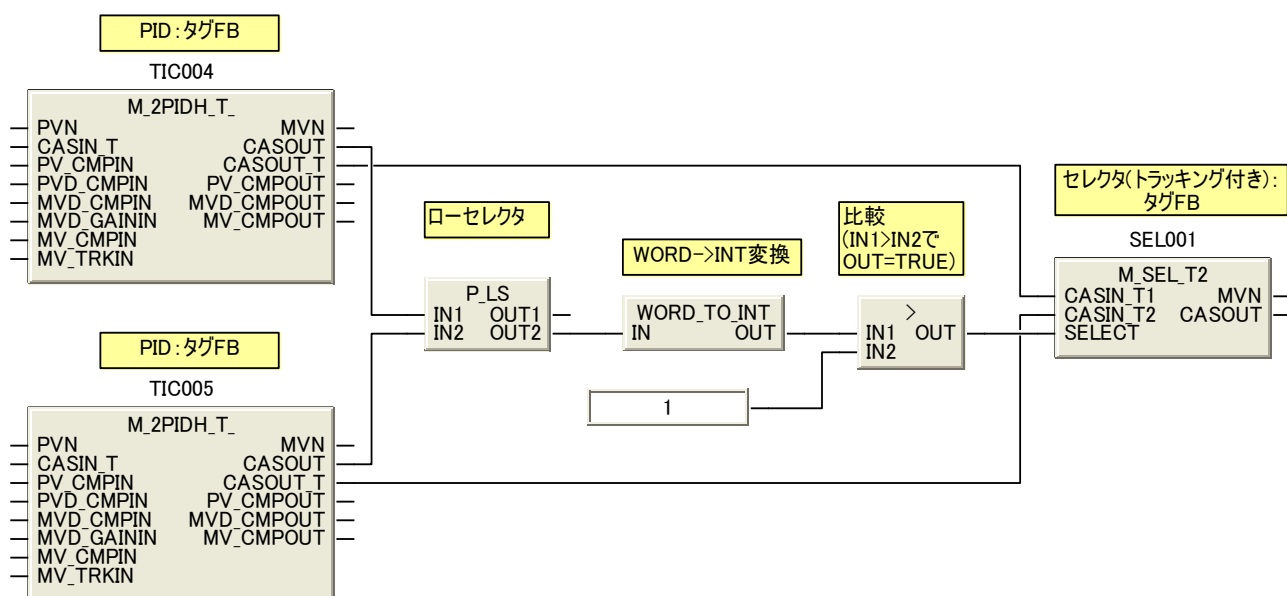 PID：タグFB
TIC004
M_2PIDH_T_
PVN MVN
CASIN_T CASOUT
PV_CMPIN CASOUT_T
PVD_CMPIN PV_CMPOUT
MVD_CMPIN MVD_CMPOUT
MVD_GAININ MV_CMPOUT
MV_CMPIN
MV_TRKIN
ローセレクタ
P_LS
IN1 OUT1
IN2 OUT2
WORD->INT変換
WORD_TO_INT
IN OUT
1
比較
(IN1>IN2で
OUT=TRUE)
>
IN1 OUT
IN2
セレクタ(トラッキング付き)：
タグFB
SEL001
M_SEL_T2
CASIN_T1 MVN
CASIN_T2 CASOUT
SELECT
PID：タグFB
TIC005
M_2PIDH_T_
PVN MVN
CASIN_T CASOUT
PV_CMPIN CASOUT_T
PVD_CMPIN PV_CMPOUT
MVD_CMPIN MVD_CMPOUT
MVD_GAININ MV_CMPOUT
MV_CMPIN
MV_TRKIN